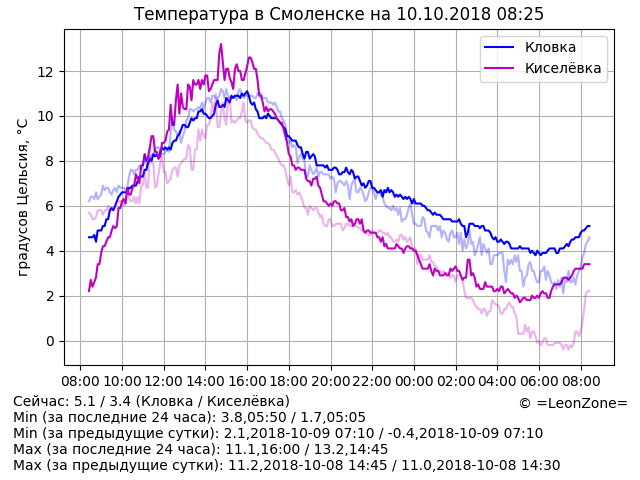 Температура в Смоленске на 10.10.2018 08:25
Кловка
Киселёвка
градусов Цельсия, °C
12
10
8
6
4
2
0
08:00 10:00 12:00 14:00 16:00 18:00 20:00 22:00 00:00 02:00 04:00 06:00 08:00
Сейчас: 5.1 / 3.4 (Кловка / Киселёвка)
© =LeonZone=
Min (за последние 24 часа): 3.8,05:50 / 1.7,05:05
Min (за предыдущие сутки): 2.1,2018-10-09 07:10 / -0.4,2018-10-09 07:10
Max (за последние 24 часа): 11.1,16:00 / 13.2,14:45
Max (за предыдущие сутки): 11.2,2018-10-08 14:45 / 11.0,2018-10-08 14:30